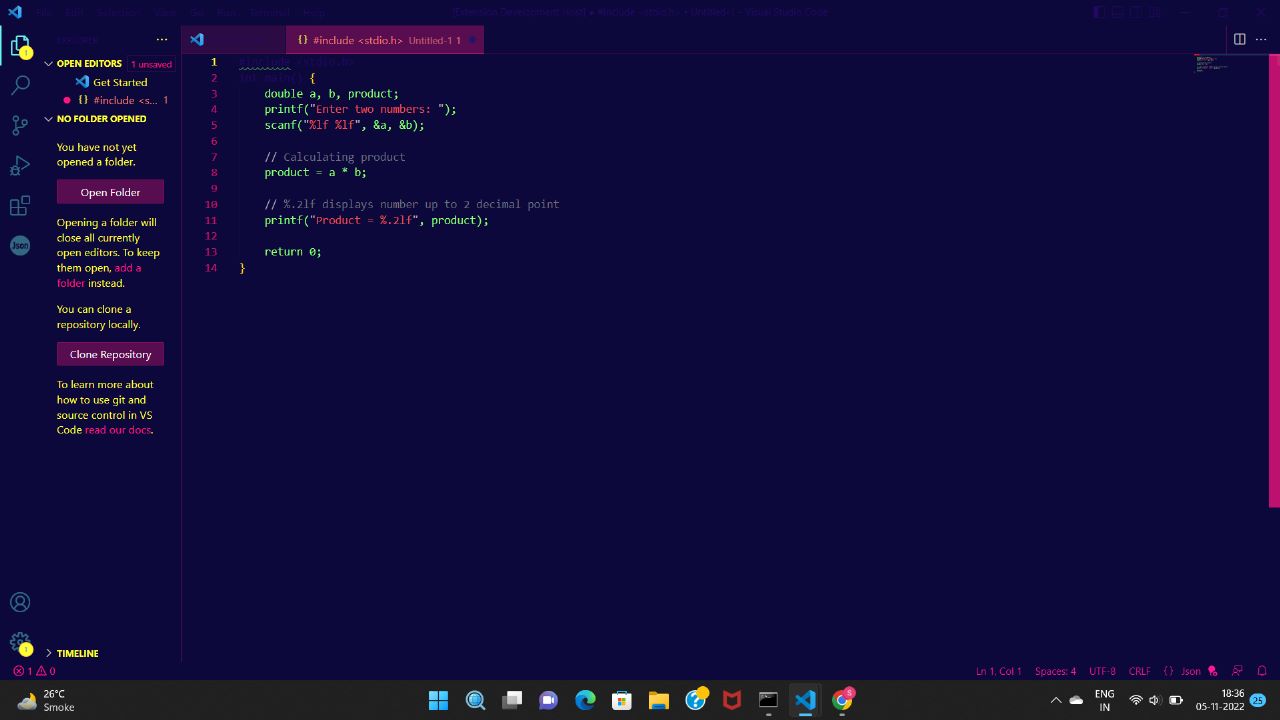 File Edit Selection View Go Run Terminal Help
[Extension Development Host] ● #include <stdio.h> • Untitled-1 - Visual Studio Code
EXPLORER
OPEN EDITORS 1 unsaved
Get Started
{} #include <s... 1
NO FOLDER OPENED
You have not yet
opened a folder.
Open Folder
Opening a folder will
close all currently
open editors. To keep
them open, add a
folder instead.
You can clone a
repository locally.
Clone Repository
To learn more about
how to use git and
source control in VS
Code read our docs.
TIMELINE
Json
1
1
{} #include <stdio.h> Untitled-1 1
1 #include <stdio.h>
2 int main() {
3 double a, b, product;
4 printf("Enter two numbers: ");
5 scanf("%lf %lf", &a, &b);
6
7 // Calculating product
8 product = a * b;
9
10 // %.2lf displays number up to 2 decimal point
11 printf("Product = %.2lf", product);
12
13 return 0;
14 }
1 0
Ln 1, Col 1 Spaces: 4 UTF-8 CRLF {} Json
26°C
Smoke
?
S
ENG
IN
18:36
05-11-2022
25